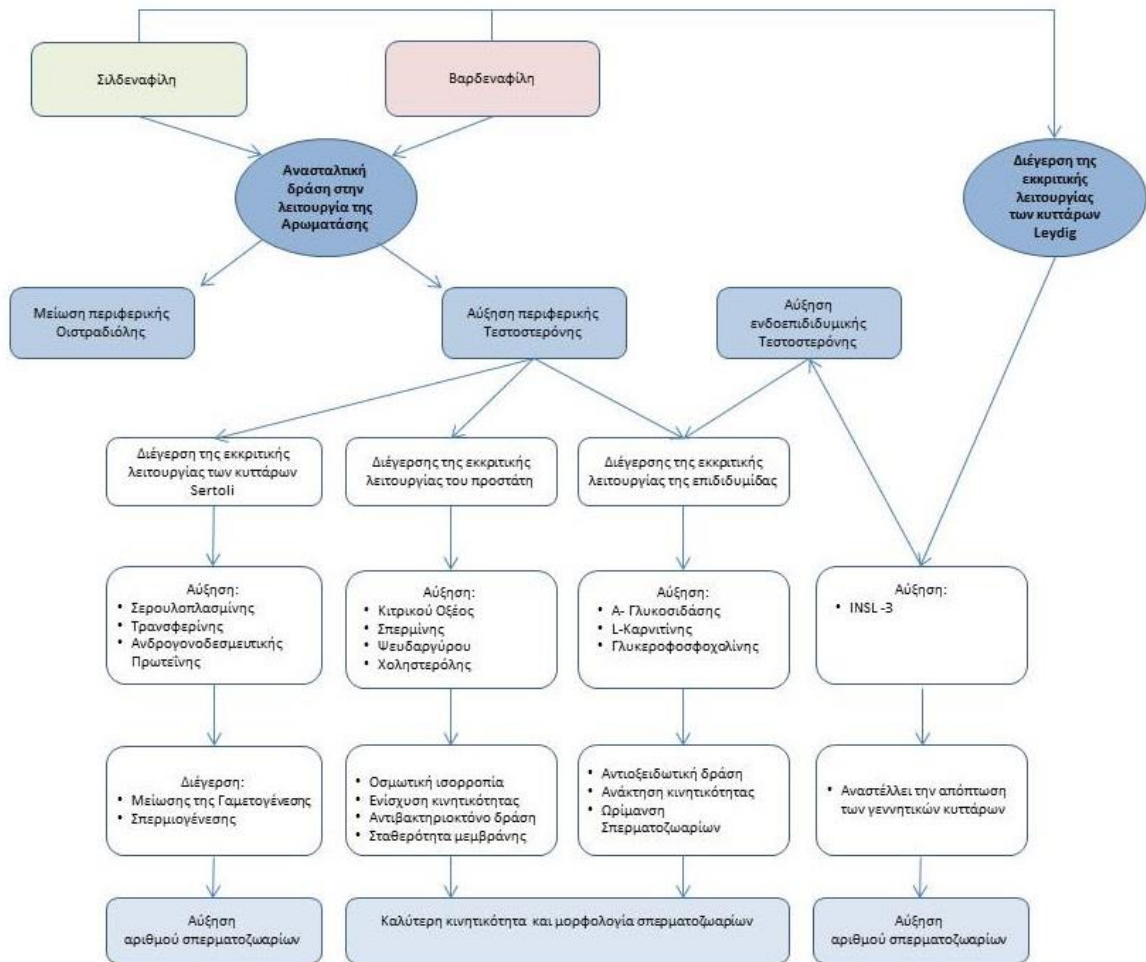 Σιλδεναφίλη
Βαρδεναφίλη
Ανασταλτική
δράση στην
λειτουργία της
Αρωματάσης
Διέγερση της
εκκριτικής
λειτουργίας
των κυττάρων
Leydig
Μείωση περιφερικής
Οιστραδιόλης
Αύξηση περιφερικής
Τεστοστερόνης
Αύξηση
ενδοεπιδιδυμικής
Τεστοστερόνης
Διέγερση της εκκριτικής
λειτουργίας των κυττάρων
Sertoli
Διέγερσης της εκκριτικής
λειτουργίας του προστάτη
Διέγερσης της εκκριτικής
λειτουργίας της επιδιδυμίδας
Αύξηση:
• Σερουλοπλασμίνης
• Τρανσφερίνης
• Ανδρογονοδεσμευτικής
Πρωτεΐνης
Αύξηση:
• Κιτρικού Οξέος
• Σπερμίνης
• Ψευδαργύρου
• Χοληστερόλης
Αύξηση:
• Α- Γλυκοσιδάσης
• L-Καρνιτίνης
• Γλυκεροφοσφοχολίνης
Αύξηση:
• INSL -3
Διέγερση:
• Μείωσης της Γαμετογένεσης
• Σπερμιογένεσης
• Οσμωτική ισορροπία
• Ενίσχυση κινητικότητας
• Αντιβακτηριοκτόνο δράση
• Σταθερότητα μεμβράνης
• Αντιοξειδωτική δράση
• Ανάκτηση κινητικότητας
• Ωρίμανση
Σπερματοζωαρίων
• Αναστέλλει την απόπτωση
των γεννητικών κυττάρων
Αύξηση
αριθμού σπερματοζωαρίων
Καλύτερη κινητικότητα και μορφολογία σπερματοζωαρίων
Αύξηση
αριθμού σπερματοζωαρίων